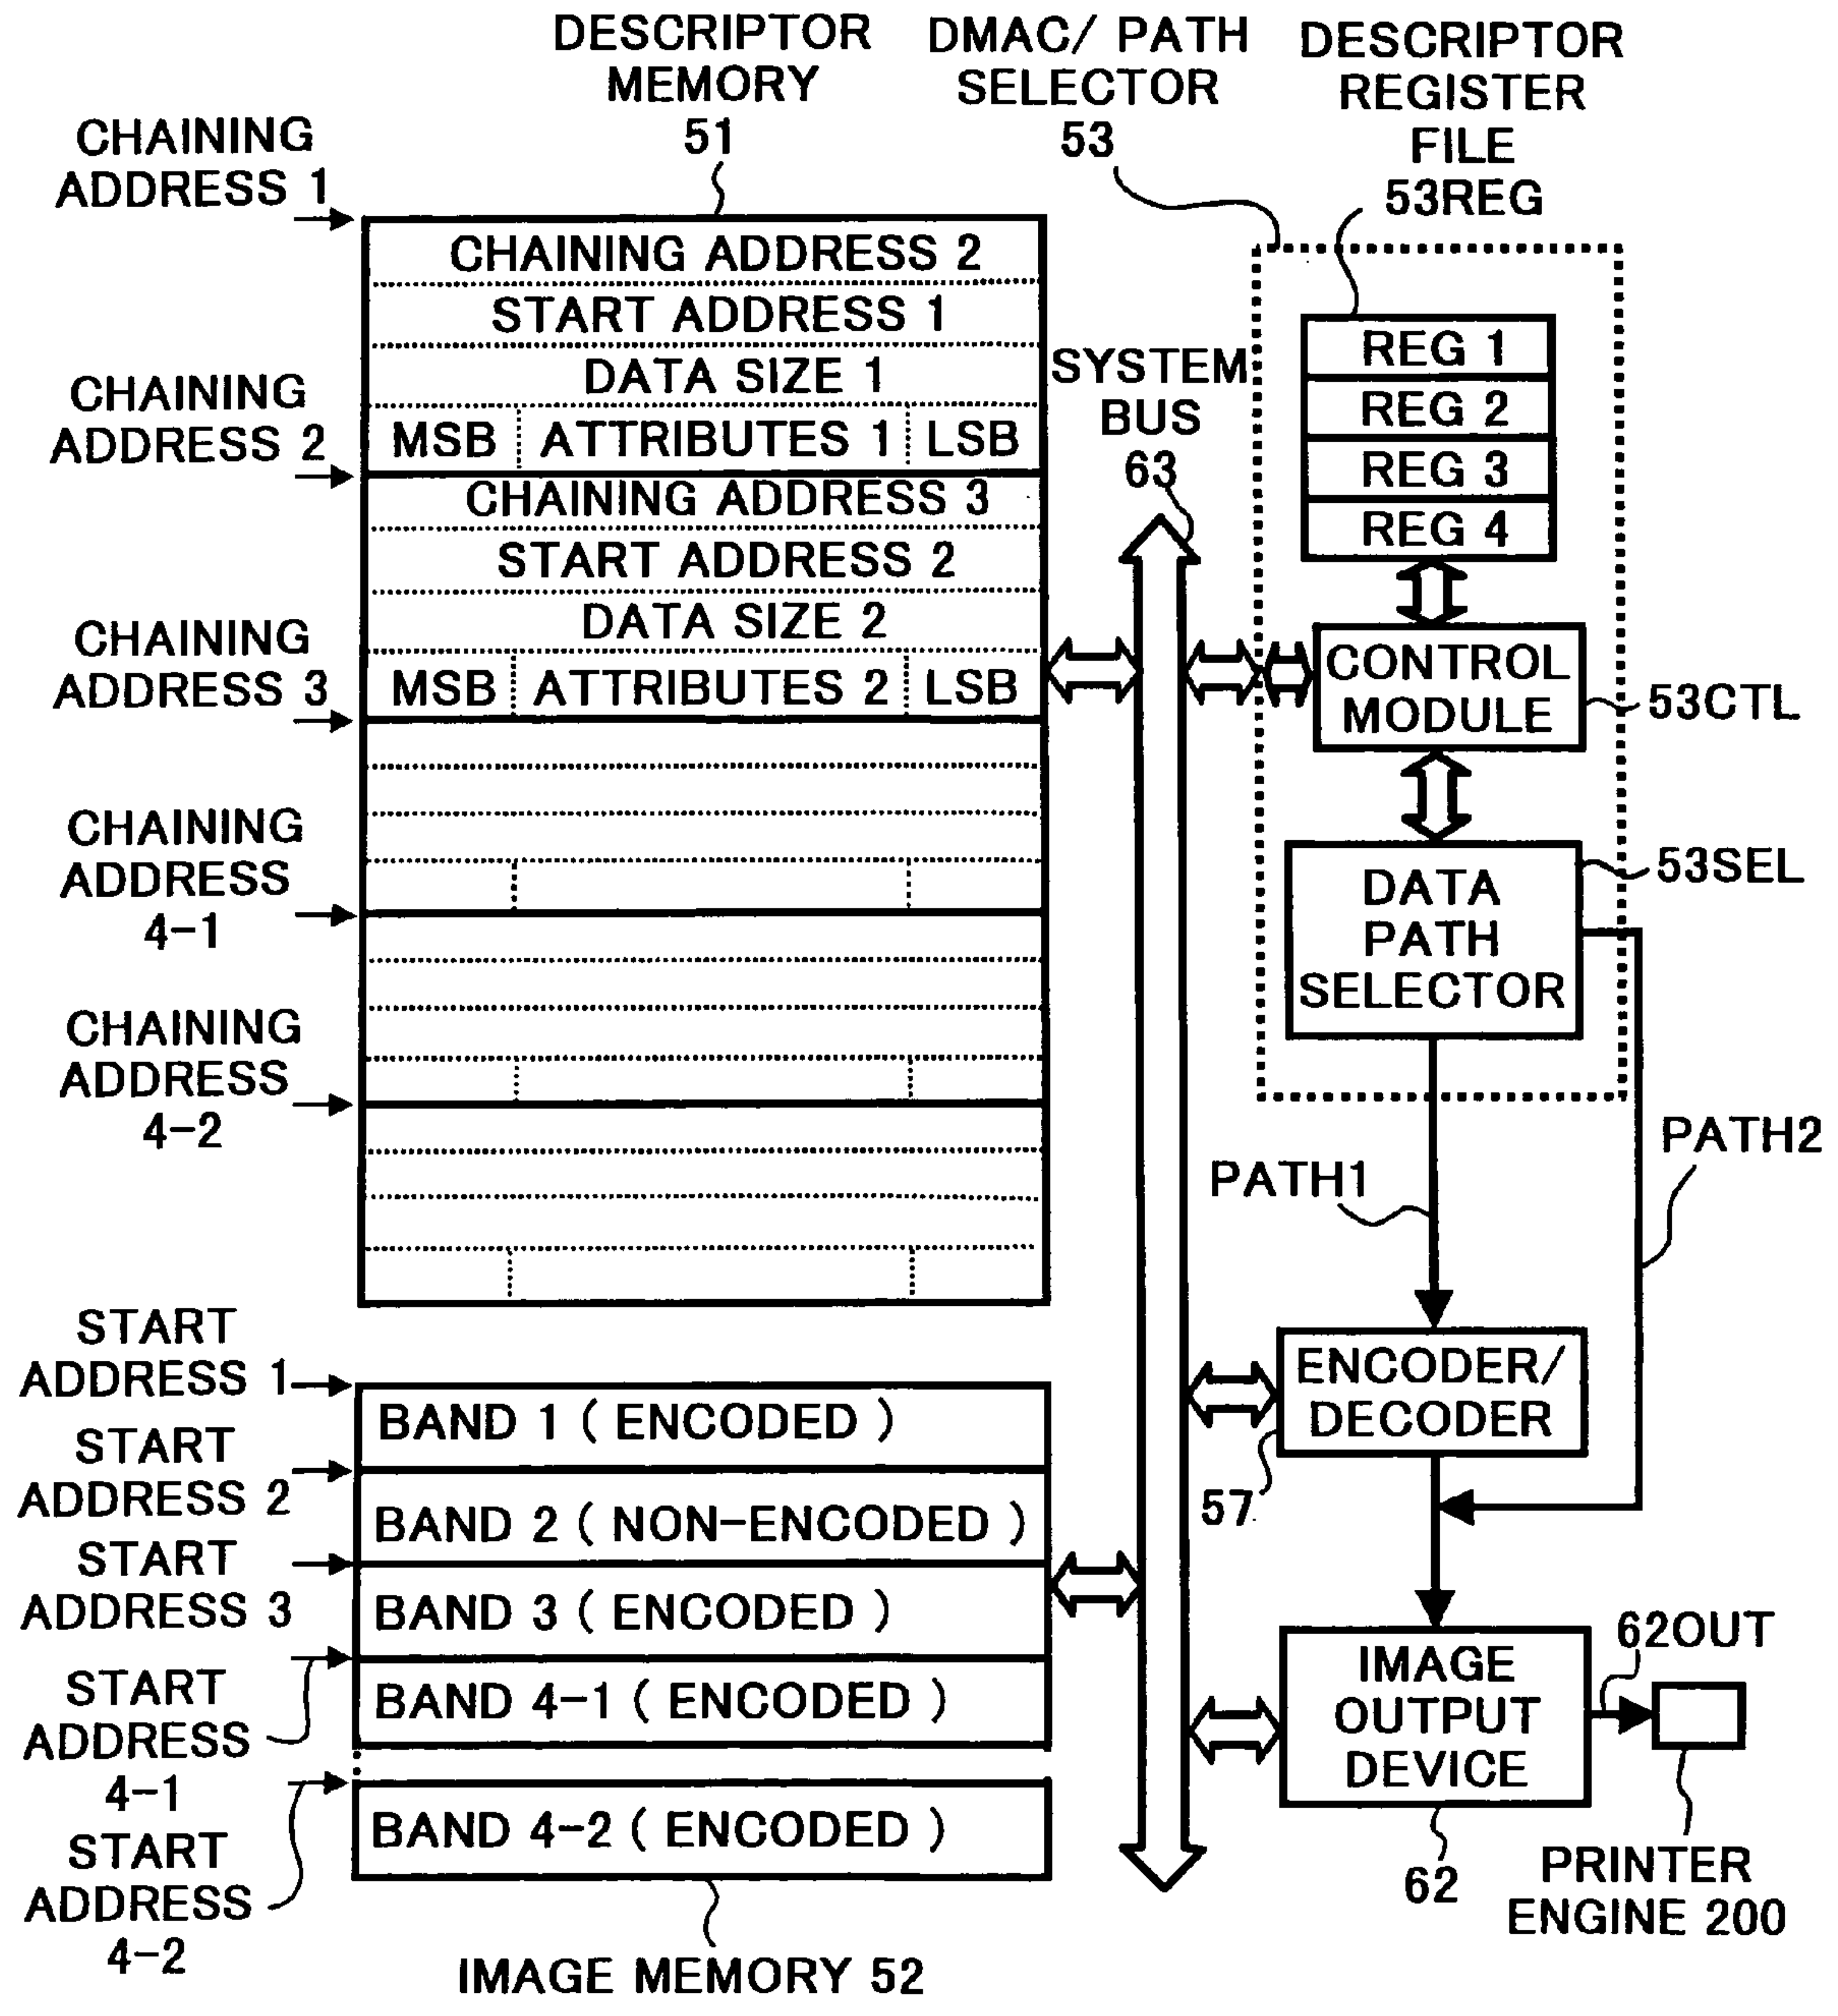 DESCRIPTOR
MEMORY
51
DMAC/ PATH
SELECTOR
53
DESCRIPTOR
REGISTER
FILE
53REG
CHAINING
ADDRESS 1
CHAINING ADDRESS 2
START ADDRESS 1
DATA SIZE 1
MSB ATTRIBUTES 1 LSB
CHAINING
ADDRESS 2
CHAINING ADDRESS 3
START ADDRESS 2
DATA SIZE 2
MSB ATTRIBUTES 2 LSB
CHAINING
ADDRESS 3
CHAINING
ADDRESS
4-1
CHAINING
ADDRESS
4-2
SYSTEM
BUS
63
REG 1
REG 2
REG 3
REG 4
CONTROL
MODULE
53CTL
DATA
PATH
SELECTOR
53SEL
PATH1
PATH2
ENCODER/
DECODER
57
START
ADDRESS 1
START
ADDRESS 2
START
ADDRESS 3
START
ADDRESS
4-1
START
ADDRESS
4-2
BAND 1 ( ENCODED )
BAND 2 ( NON-ENCODED )
BAND 3 ( ENCODED )
BAND 4-1 ( ENCODED )
BAND 4-2 ( ENCODED )
IMAGE MEMORY 52
IMAGE
OUTPUT
DEVICE
62
62OUT
PRINTER
ENGINE 200